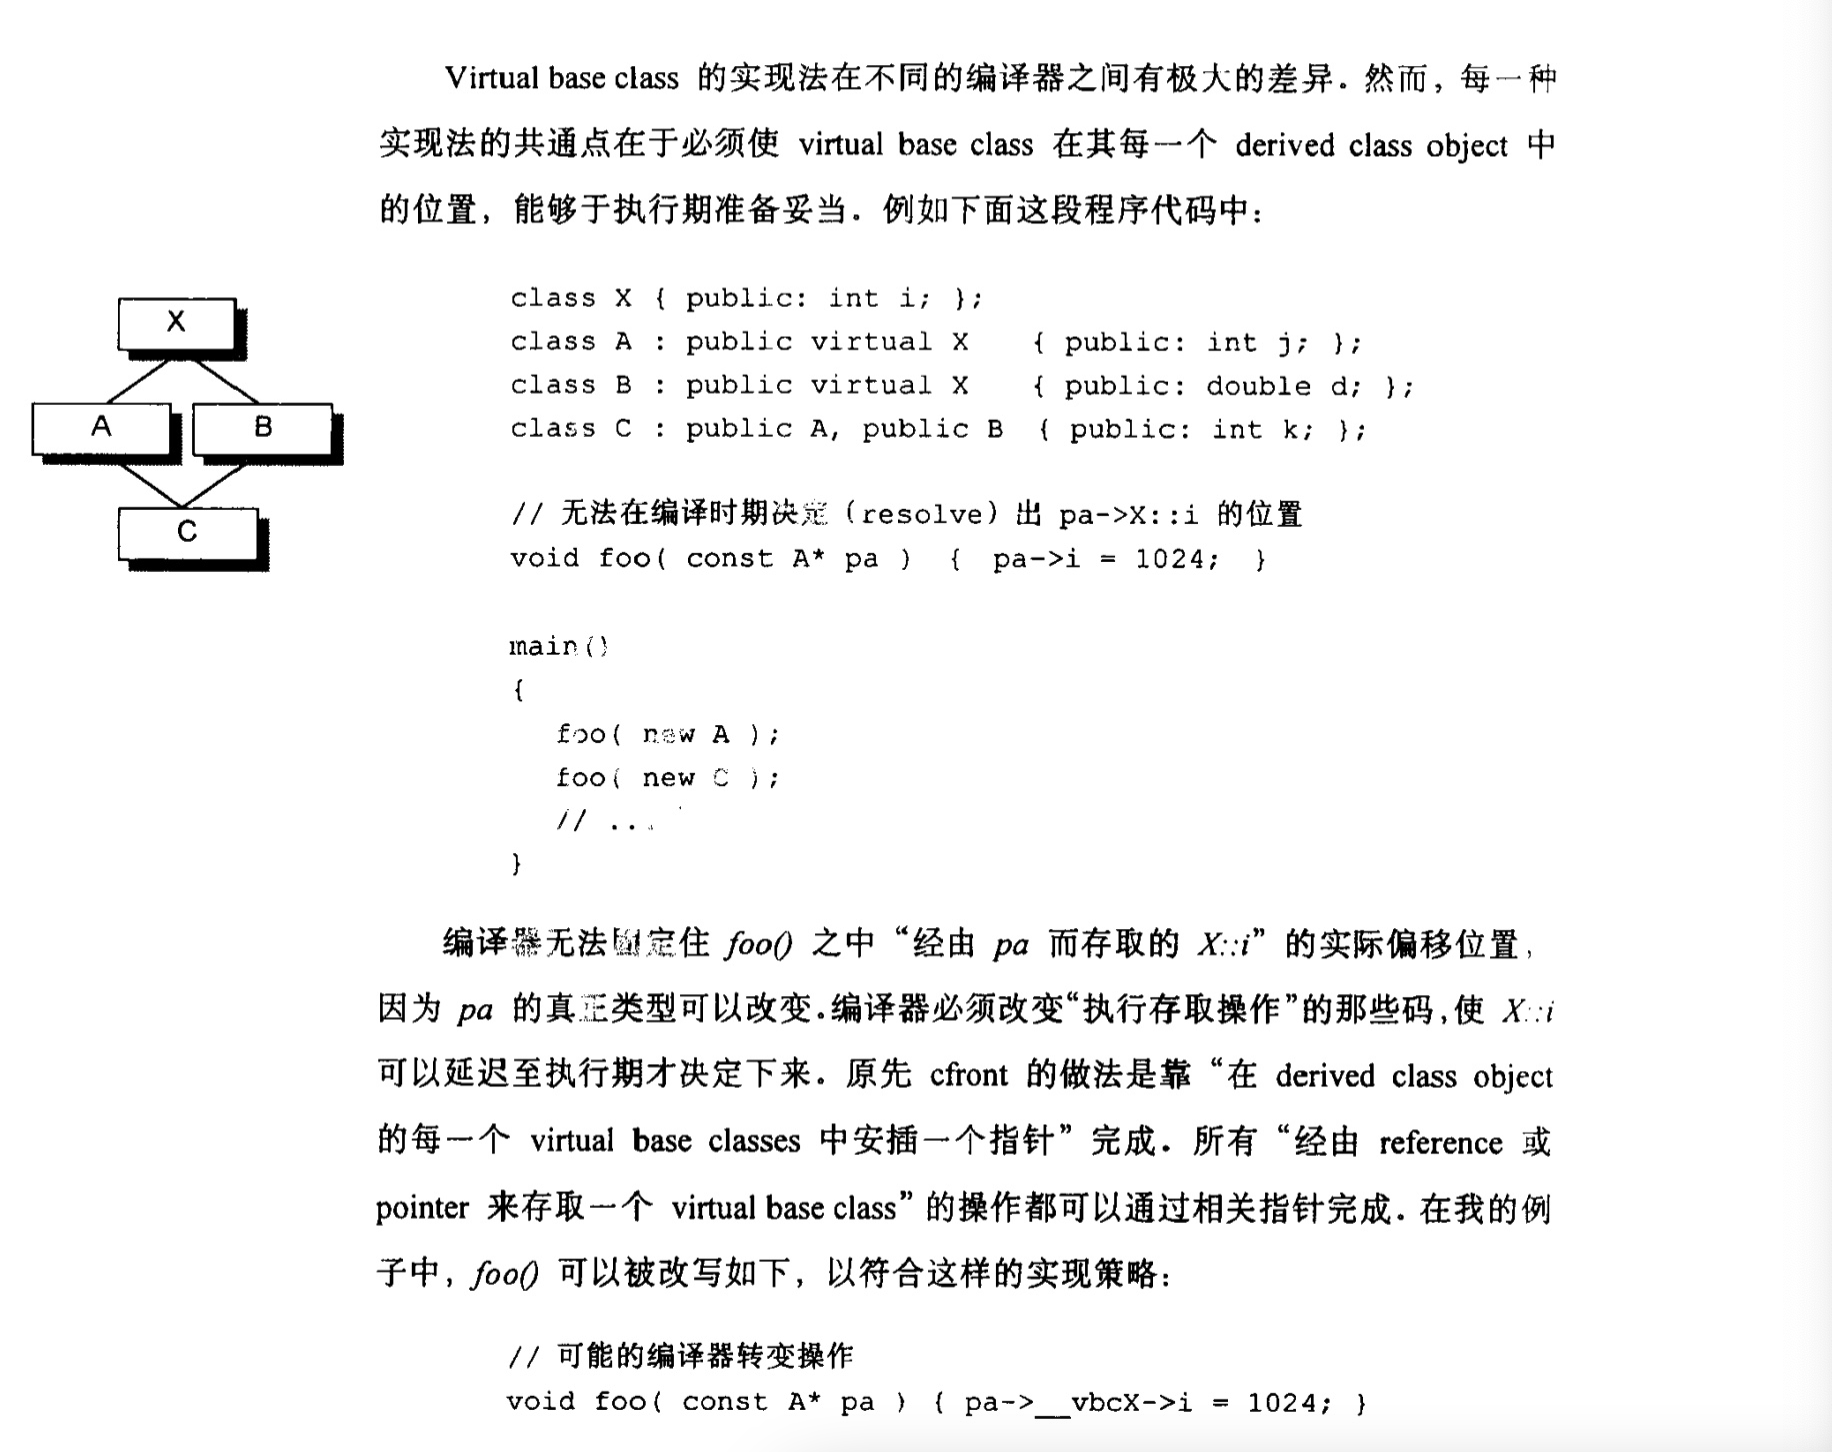 Virtual base class 的实现法在不同的编译器之间有极大的差异．然而，每一种
实现法的共通点在于必须使 virtual base class 在其每一个 derived class object 中
的位置，能够于执行期准备妥当．例如下面这段程序代码中：
X
A B
C
class X { public: int i; };
class A : public virtual X { public: int j; };
class B : public virtual X { public: double d; };
class C : public A, public B { public: int k; };
// 无法在编译时期决定（resolve）出 pa->X::i 的位置
void foo( const A* pa ) { pa->i = 1024; }
main()
{
foo( new A );
foo( new C );
// ...
}
编译器无法固定住 foo() 之中“经由 pa 而存取的 X::i”的实际偏移位置，
因为 pa 的真正类型可以改变．编译器必须改变“执行存取操作”的那些码，使 X::i
可以延迟至执行期才决定下来．原先 cfront 的做法是靠“在 derived class object
的每一个 virtual base classes 中安插一个指针”完成．所有“经由 reference 或
pointer 来存取一个 virtual base class”的操作都可以通过相关指针完成．在我的例
子中，foo() 可以被改写如下，以符合这样的实现策略：
// 可能的编译器转变操作
void foo( const A* pa ) { pa->__vbcX->i = 1024; }